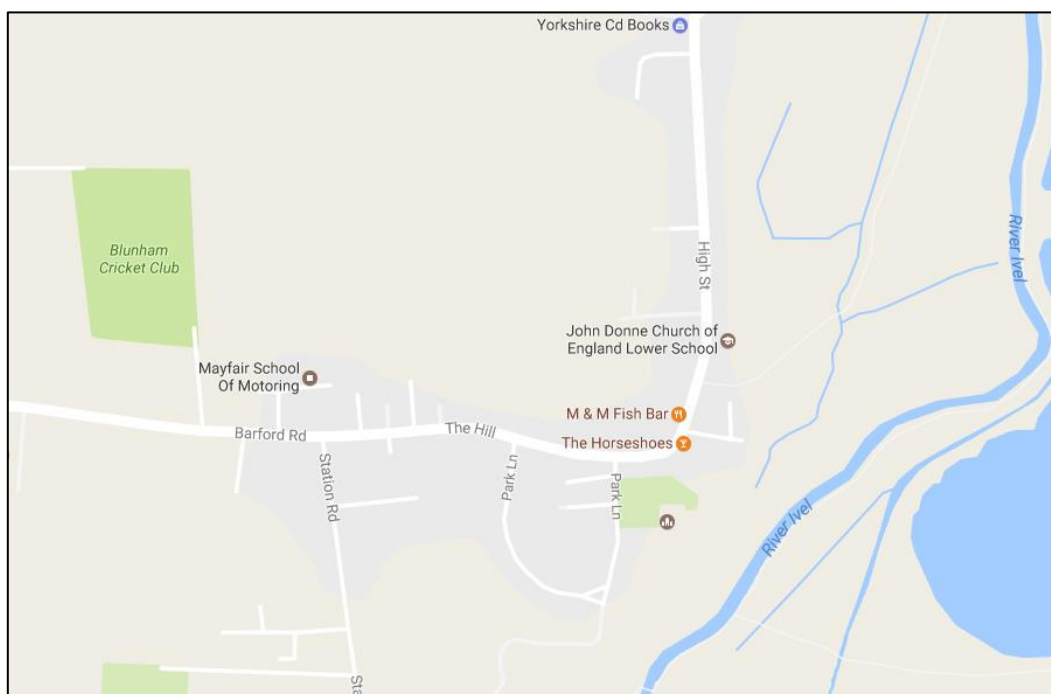 Yorkshire Cd Books
River Ivel
High St
Blunham
Cricket Club
John Donne Church of
England Lower School
Mayfair School
Of Motoring
M & M Fish Bar
The Hill
Barford Rd
The Horseshoes
Park Ln
Station Rd
Park Ln
River Ivel
Sta